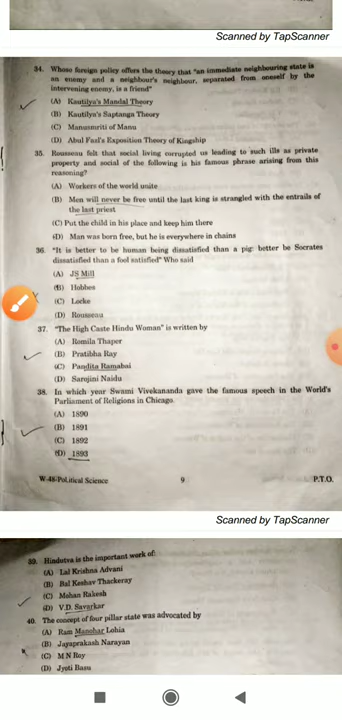 Scanned by TapScanner
34. Whose foreign policy offers the theory that "an immediate neighbouring state is
an enemy and a neighbour's neighbour, separated from oneself by the
intervening enemy, is a friend"
(A) Kautilya's Mandal Theory
(B) Kautilya's Saptanga Theory
(C) Manusmriti of Manu
(D) Abul Fazl's Exposition Theory of Kingship
35. Rousseau felt that social living corrupted us leading to such ills as private
property and social of the following is his famous phrase arising from this
reasoning?
(A) Workers of the world unite
(B) Men will never be free until the last king is strangled with the entrails of
the last priest
(C) Put the child in his place and keep him there
(D) Man was born free, but he is everywhere in chains
36. "It is better to be human being dissatisfied than a pig: better be Socrates
dissatisfied than a fool satisfied" Who said
(A) JS Mill
(B) Hobbes
(C) Locke
(D) Rousseau
37. "The High Caste Hindu Woman" is written by
(A) Romila Thaper
(B) Pratibha Ray
(C) Pandita Ramabai
(D) Sarojini Naidu
38. In which year Swami Vivekananda gave the famous speech in the World's
Parliament of Religions in Chicago.
(A) 1890
(B) 1891
(C) 1892
(D) 1893
W-48-Political Science 9 P.T.O.
Scanned by TapScanner
39. Hindutva is the important work of:
(A) Lal Krishna Advani
(B) Bal Keshav Thackeray
(C) Mohan Rakesh
(D) V.D. Savarkar
40. The concept of four pillar state was advocated by
(A) Ram Manohar Lohia
(B) Jayaprakash Narayan
(C) M N Roy
(D) Jyoti Basu